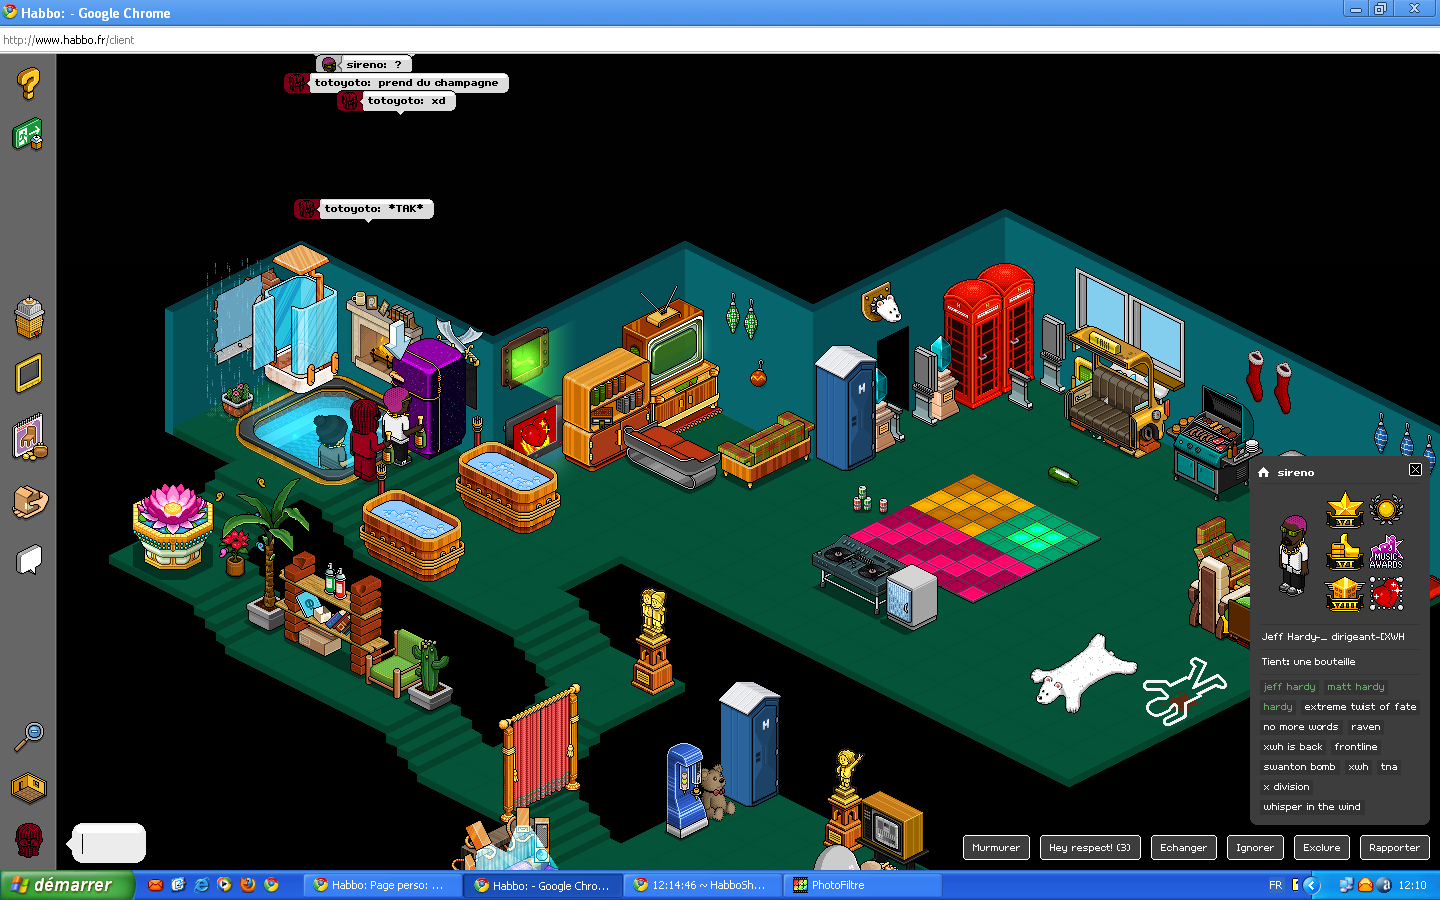 Habbo: - Google Chrome
http://www.habbo.fr/client
sireno: ?
totoyoto: prend du champagne
totoyoto: xd
totoyoto: *TAK*
TAXI
H
sireno
MUSIC
AWARDS
Jeff Hardy-_ dirigeant-[XWH
Tient: une bouteille
jeff hardy matt hardy
hardy extreme twist of fate
no more words raven
xwh is back frontline
swanton bomb xwh tna
x division
whisper in the wind
H
Murmurer Hey respect! (3) Echanger Ignorer Exclure Rapporter
démarrer Habbo: Page perso: ... Habbo: - Google Chro... 12:14:46 ~ HabboSh... PhotoFiltre FR 12:10